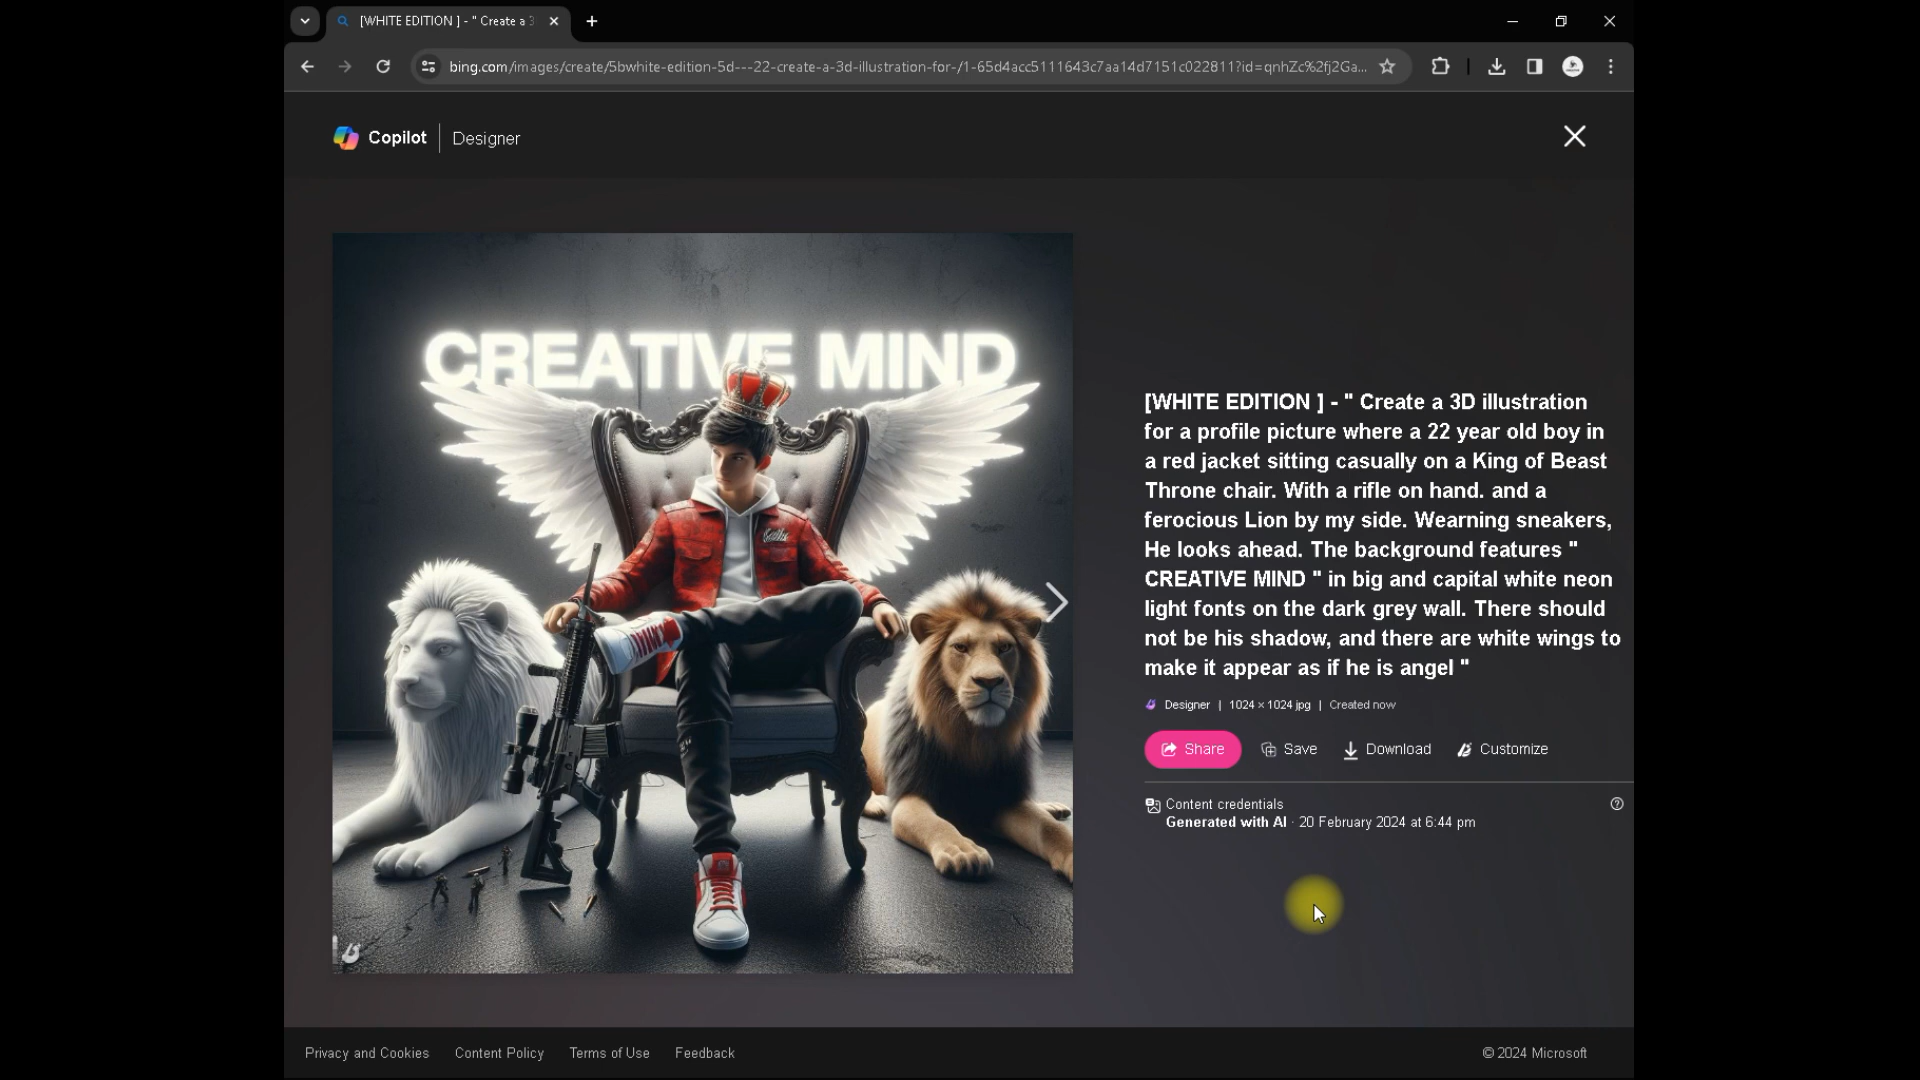 [WHITE EDITION ] - " Create a 3
bing.com/images/create/5bwhite-edition-5d---22-create-a-3d-illustration-for-/1-65d4acc5111643c7aa14d7151c022811?id=qnhZc%2fj2Ga...
Copilot | Designer
CREATIVE MIND
[WHITE EDITION ] - " Create a 3D illustration
for a profile picture where a 22 year old boy in
a red jacket sitting casually on a King of Beast
Throne chair. With a rifle on hand. and a
ferocious Lion by my side. Wearning sneakers,
He looks ahead. The background features "
CREATIVE MIND " in big and capital white neon
light fonts on the dark grey wall. There should
not be his shadow, and there are white wings to
make it appear as if he is angel "
Designer | 1024 × 1024 jpg | Created now
Share Save Download Customize
Content credentials
Generated with AI · 20 February 2024 at 6:44 pm
Privacy and Cookies Content Policy Terms of Use Feedback © 2024 Microsoft